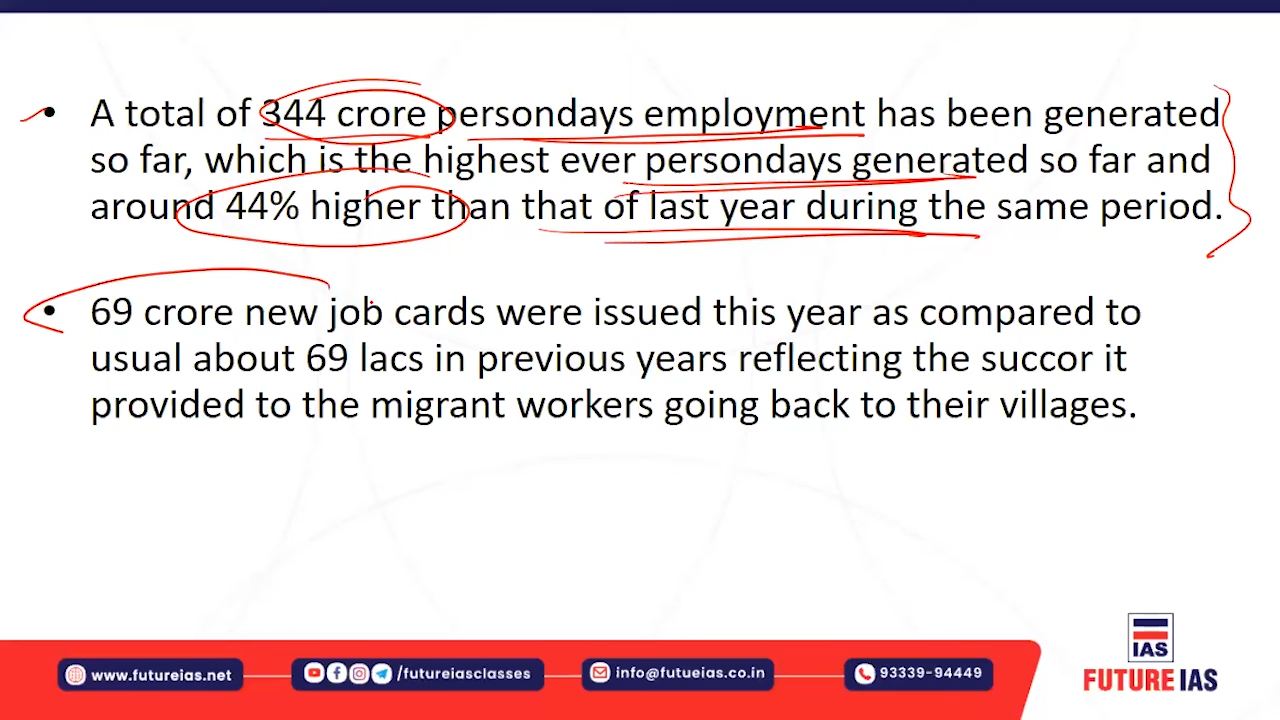 • A total of 344 crore persondays employment has been generated
so far, which is the highest ever persondays generated so far and
around 44% higher than that of last year during the same period.
• 69 crore new job cards were issued this year as compared to
usual about 69 lacs in previous years reflecting the succor it
provided to the migrant workers going back to their villages.
www.futureias.net
/futureiasclasses
info@futueias.co.in
93339-94449
IAS
FUTURE IAS